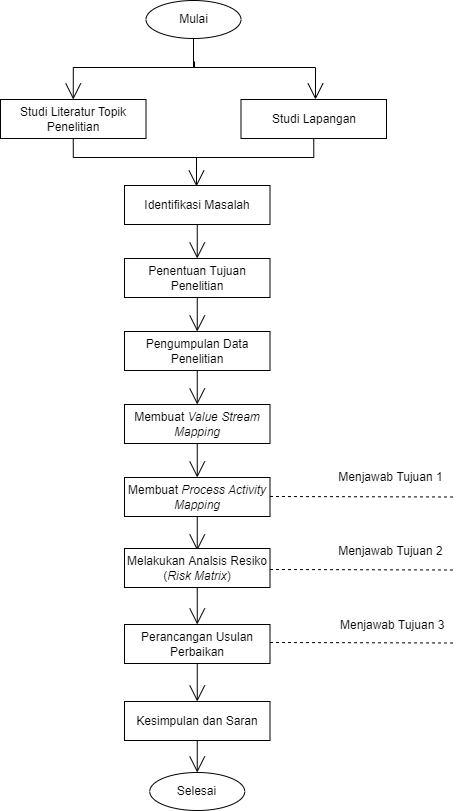 Mulai
Studi Literatur Topik
Penelitian
Studi Lapangan
Identifikasi Masalah
Penentuan Tujuan
Penelitian
Pengumpulan Data
Penelitian
Membuat Value Stream
Mapping
Membuat Process Activity
Mapping
Menjawab Tujuan 1
Melakukan Analsis Resiko
(Risk Matrix)
Menjawab Tujuan 2
Perancangan Usulan
Perbaikan
Menjawab Tujuan 3
Kesimpulan dan Saran
Selesai